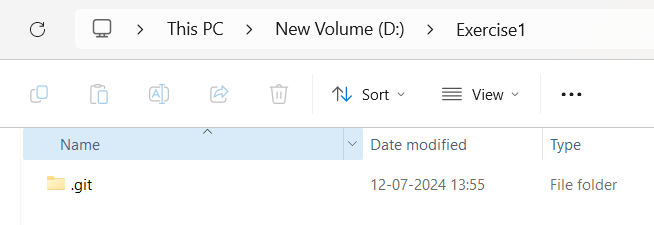 This PC > New Volume (D:) > Exercise1
Sort View •••
Name Date modified Type
.git 12-07-2024 13:55 File folder